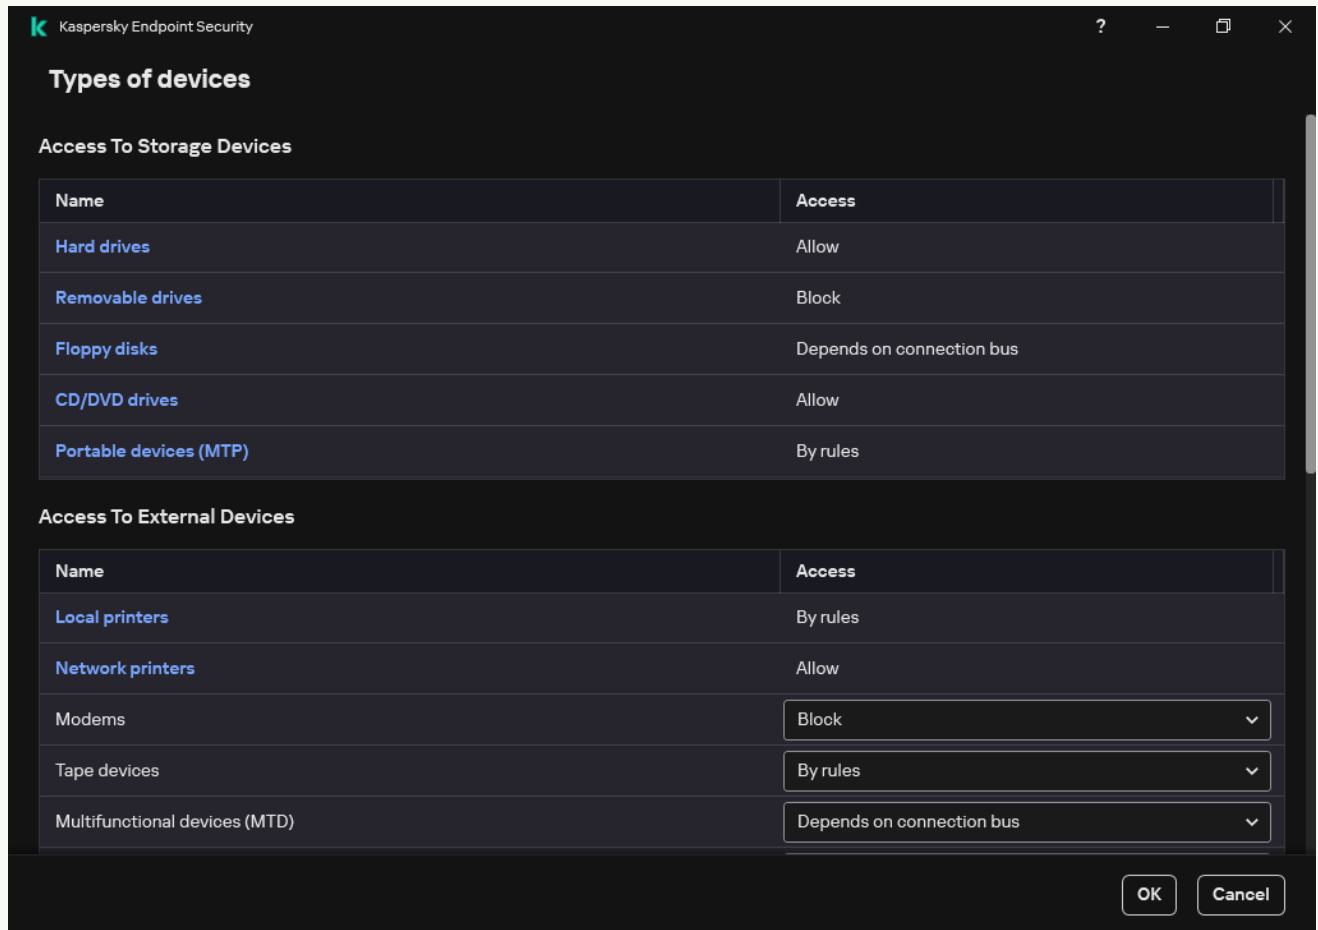 Kaspersky Endpoint Security ?
Types of devices
Access To Storage Devices
Name Access
Hard drives Allow
Removable drives Block
Floppy disks Depends on connection bus
CD/DVD drives Allow
Portable devices (MTP) By rules
Access To External Devices
Name Access
Local printers By rules
Network printers Allow
Modems Block
Tape devices By rules
Multifunctional devices (MTD) Depends on connection bus
OK Cancel